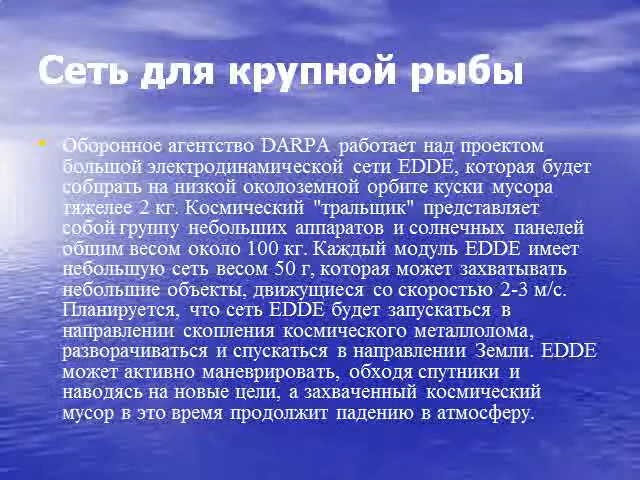 Сеть для крупной рыбы
Оборонное агентство DARPA работает над проектом
большой электродинамической сети EDDE, которая будет
собирать на низкой околоземной орбите куски мусора
тяжелее 2 кг. Космический "тральщик" представляет
собой группу небольших аппаратов и солнечных панелей
общим весом около 100 кг. Каждый модуль EDDE имеет
небольшую сеть весом 50 г, которая может захватывать
небольшие объекты, движущиеся со скоростью 2-3 м/с.
Планируется, что сеть EDDE будет запускаться в
направлении скопления космического металлолома,
разворачиваться и спускаться в направлении Земли. EDDE
может активно маневрировать, обходя спутники и
наводясь на новые цели, а захваченный космический
мусор в это время продолжит падению в атмосферу.